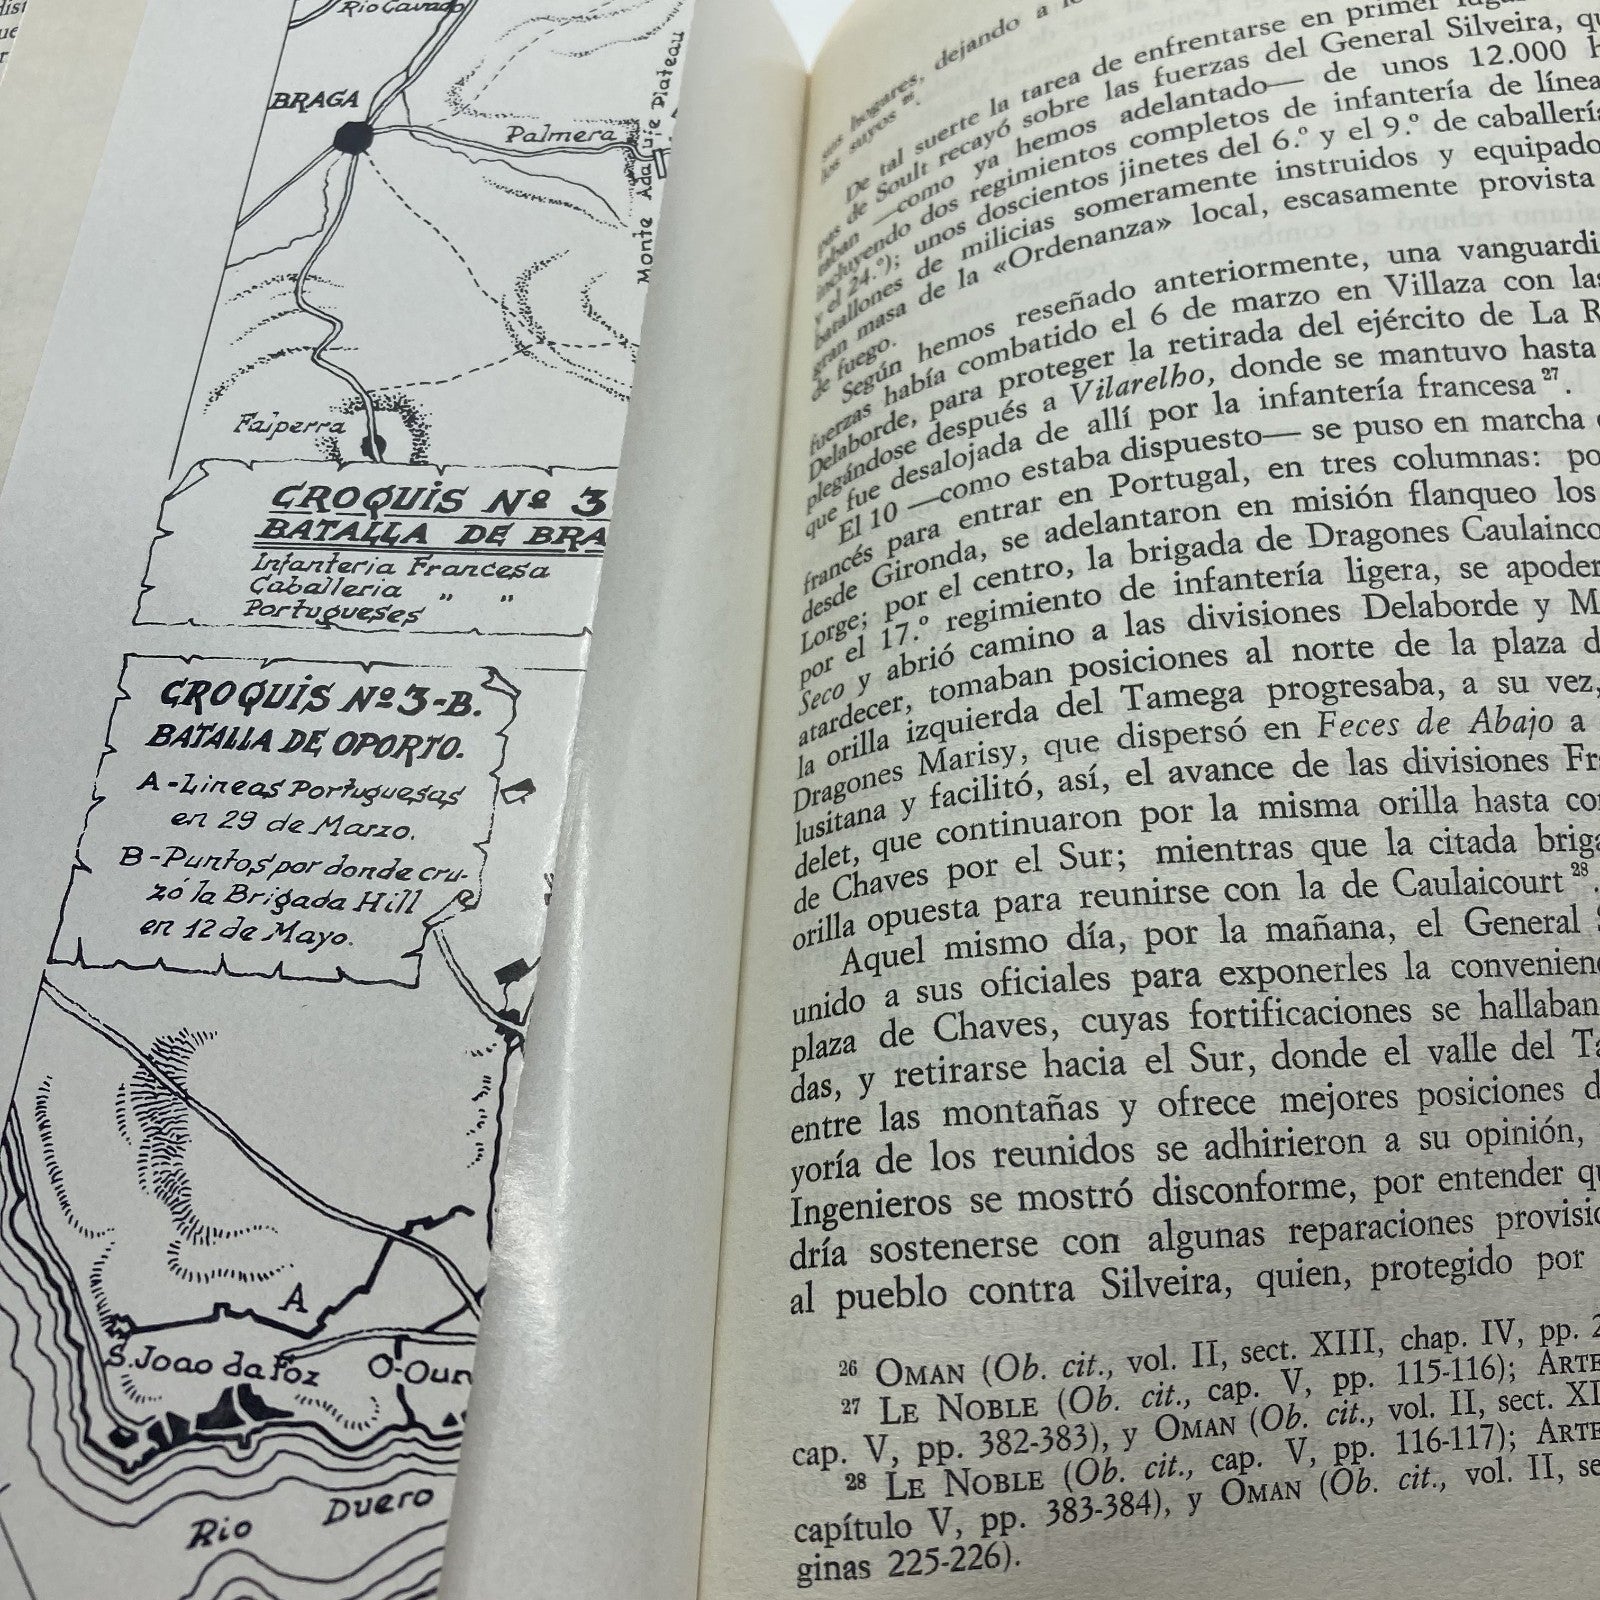 Rio Cavado
BRAGA
Palmera
Monte Adaufe Plateau
Falperra
CROQUIS Nº 3
BATALLA DE BRA
Infanteria Francesa
Caballeria " "
Portugueses
CROQUIS Nº 3-B.
BATALLA DE OPORTO.
A - Lineas Portuguesas
en 29 de Marzo.
B - Puntos por donde cru-
zó la Brigada Hill
en 12 de Mayo.
A
S. Joao da Foz
O-Our
Rio Duero
sus hogares, dejando a
los suyos 26.
De tal suerte la tarea de enfrentarse en primer
pas de Soult recayó sobre las fuerzas del General Silveira, qu
taban —como ya hemos adelantado— de unos 12.000 h
incluyendo dos regimientos completos de infantería de línea
y el 24.º); unos doscientos jinetes del 6.º y el 9.º de caballería
batallones de milicias someramente instruidos y equipado
gran masa de la «Ordenanza» local, escasamente provista
de fuego.
Según hemos reseñado anteriormente, una vanguardi
fuerzas había combatido el 6 de marzo en Villaza con las
Delaborde, para proteger la retirada del ejército de La R
plegándose después a Vilarelho, donde se mantuvo hasta
que fue desalojada de allí por la infantería francesa 27.
El 10 —como estaba dispuesto— se puso en marcha
francés para entrar en Portugal, en tres columnas: po
desde Gironda, se adelantaron en misión flanqueo los
Lorge; por el centro, la brigada de Dragones Caulainco
por el 17.º regimiento de infantería ligera, se apoder
Seco y abrió camino a las divisiones Delaborde y M
atardecer, tomaban posiciones al norte de la plaza d
la orilla izquierda del Tamega progresaba, a su vez,
Dragones Marisy, que dispersó en Feces de Abajo a
lusitana y facilitó, así, el avance de las divisiones Fr
delet, que continuaron por la misma orilla hasta co
de Chaves por el Sur; mientras que la citada briga
orilla opuesta para reunirse con la de Caulaicourt 28.
Aquel mismo día, por la mañana, el General S
unido a sus oficiales para exponerles la convenien
plaza de Chaves, cuyas fortificaciones se hallaban
das, y retirarse hacia el Sur, donde el valle del Ta
entre las montañas y ofrece mejores posiciones d
yoría de los reunidos se adhirieron a su opinión,
Ingenieros se mostró disconforme, por entender qu
dría sostenerse con algunas reparaciones provisio
al pueblo contra Silveira, quien, protegido por
26 OMAN (Ob. cit., vol. II, sect. XIII, chap. IV, pp. 2
27 LE NOBLE (Ob. cit., cap. V, pp. 115-116); ARTE
cap. V, pp. 382-383), y OMAN (Ob. cit., vol. II, sect. XI
28 LE NOBLE (Ob. cit., cap. V, pp. 116-117); ARTE
capítulo V, pp. 383-384), y OMAN (Ob. cit., vol. II, se
ginas 225-226).